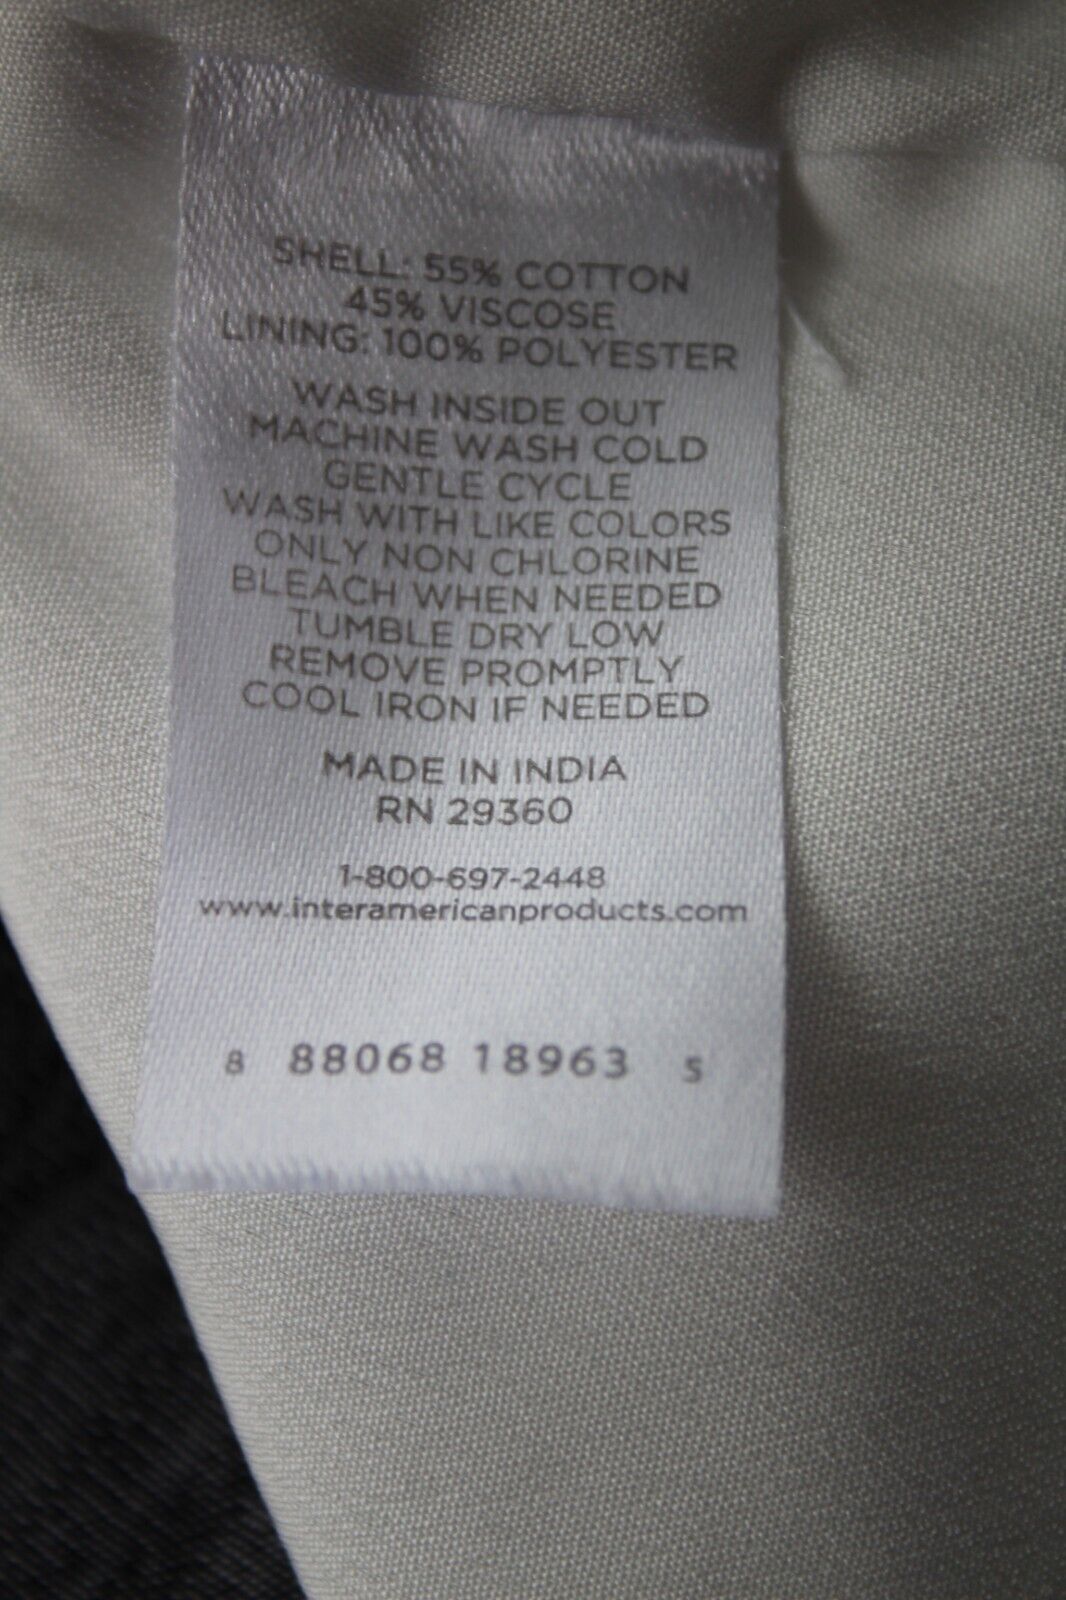 SHELL: 55% COTTON
45% VISCOSE
LINING: 100% POLYESTER
WASH INSIDE OUT
MACHINE WASH COLD
GENTLE CYCLE
WASH WITH LIKE COLORS
ONLY NON CHLORINE
BLEACH WHEN NEEDED
TUMBLE DRY LOW
REMOVE PROMPTLY
COOL IRON IF NEEDED
MADE IN INDIA
RN 29360
1-800-697-2448
www.interamericanproducts.com
8 88068 18963 5